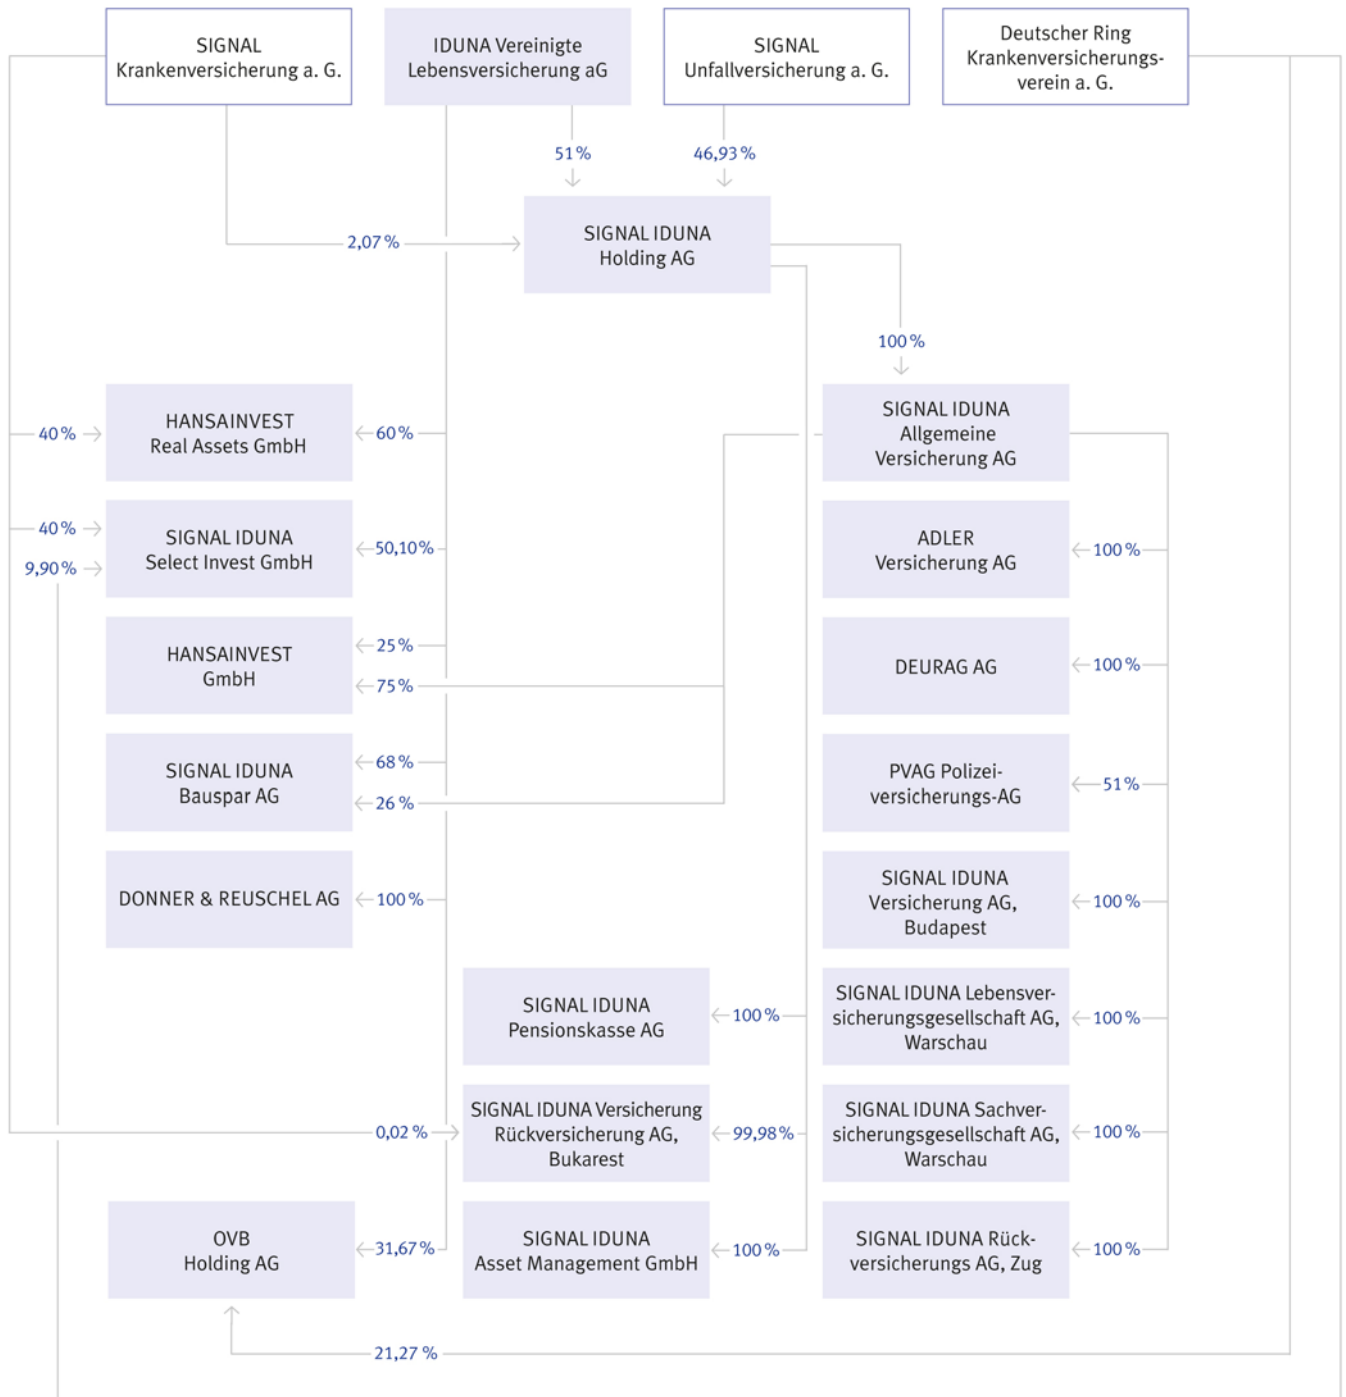 SIGNAL
Krankenversicherung a. G.
IDUNA Vereinigte
Lebensversicherung aG
SIGNAL
Unfallversicherung a. G.
Deutscher Ring
Krankenversicherungs-
verein a. G.
51 %
46,93 %
2,07 %
SIGNAL IDUNA
Holding AG
100 %
40 %
HANSAINVEST
Real Assets GmbH
60 %
SIGNAL IDUNA
Allgemeine
Versicherung AG
40 %
9,90 %
SIGNAL IDUNA
Select Invest GmbH
50,10 %
ADLER
Versicherung AG
100 %
HANSAINVEST
GmbH
25 %
75 %
DEURAG AG
100 %
SIGNAL IDUNA
Bauspar AG
68 %
26 %
PVAG Polizei-
versicherungs-AG
51 %
DONNER & REUSCHEL AG
100 %
SIGNAL IDUNA
Versicherung AG,
Budapest
100 %
SIGNAL IDUNA
Pensionskasse AG
100 %
SIGNAL IDUNA Lebensver-
sicherungsgesellschaft AG,
Warschau
100 %
0,02 %
SIGNAL IDUNA Versicherung
Rückversicherung AG,
Bukarest
99,98 %
SIGNAL IDUNA Sachver-
sicherungsgesellschaft AG,
Warschau
100 %
OVB
Holding AG
31,67 %
SIGNAL IDUNA
Asset Management GmbH
100 %
SIGNAL IDUNA Rück-
versicherungs AG, Zug
100 %
21,27 %